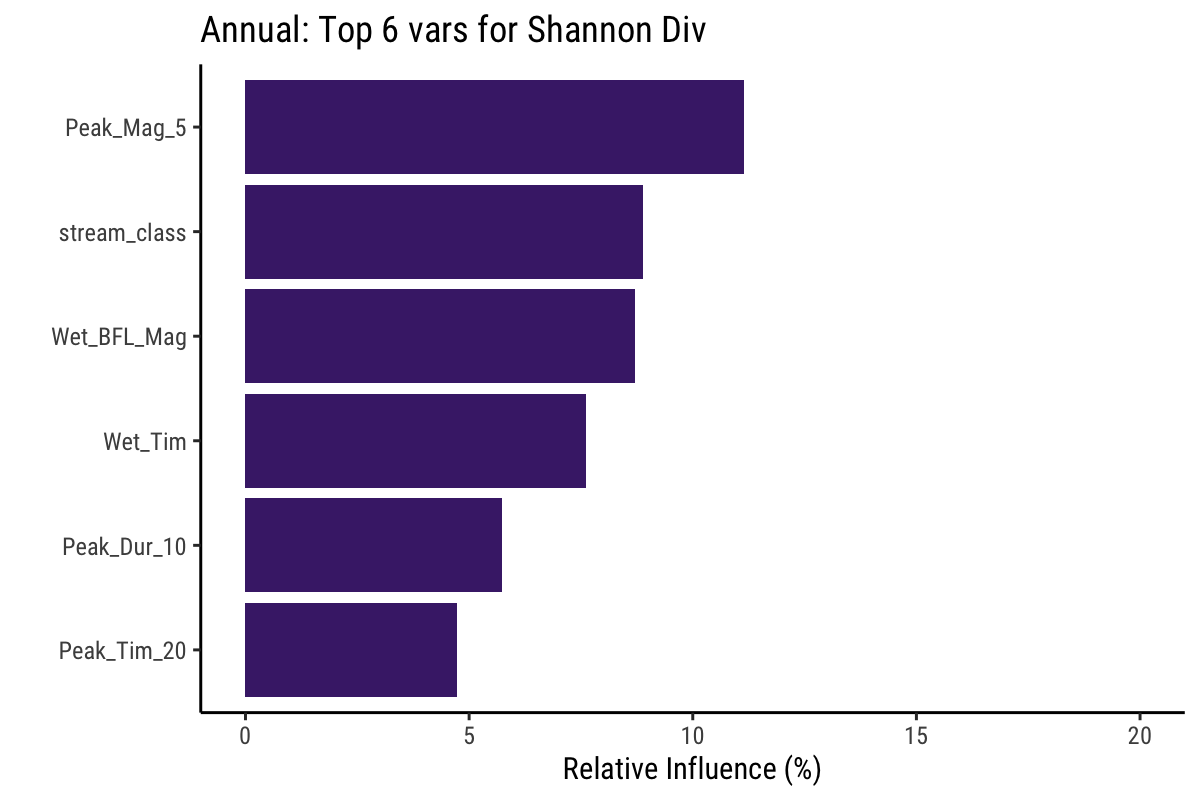 Annual: Top 6 vars for Shannon Div
Peak_Mag_5
stream_class
Wet_BFL_Mag
Wet_Tim
Peak_Dur_10
Peak_Tim_20
0 5 10 15 20
Relative Influence (%)